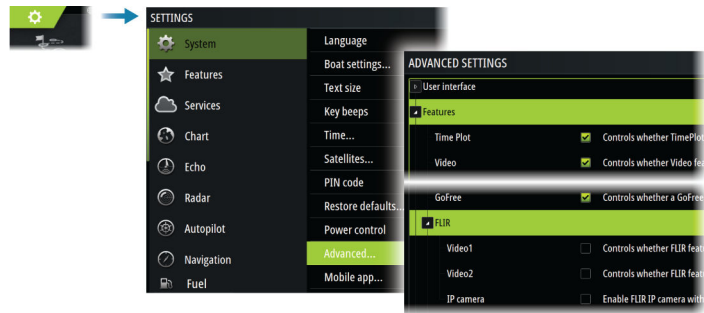 SETTINGS
System
Features
Services
Chart
Echo
Radar
Autopilot
Navigation
Fuel
Language
Boat settings...
Text size
Key beeps
Time...
Satellites...
PIN code
Restore defaults...
Power control
Advanced...
Mobile app...
ADVANCED SETTINGS
User interface
Features
Time Plot Controls whether TimePlot
Video Controls whether Video fea
GoFree Controls whether a GoFree
FLIR
Video1 Controls whether FLIR feat
Video2 Controls whether FLIR feat
IP camera Enable FLIR IP camera with